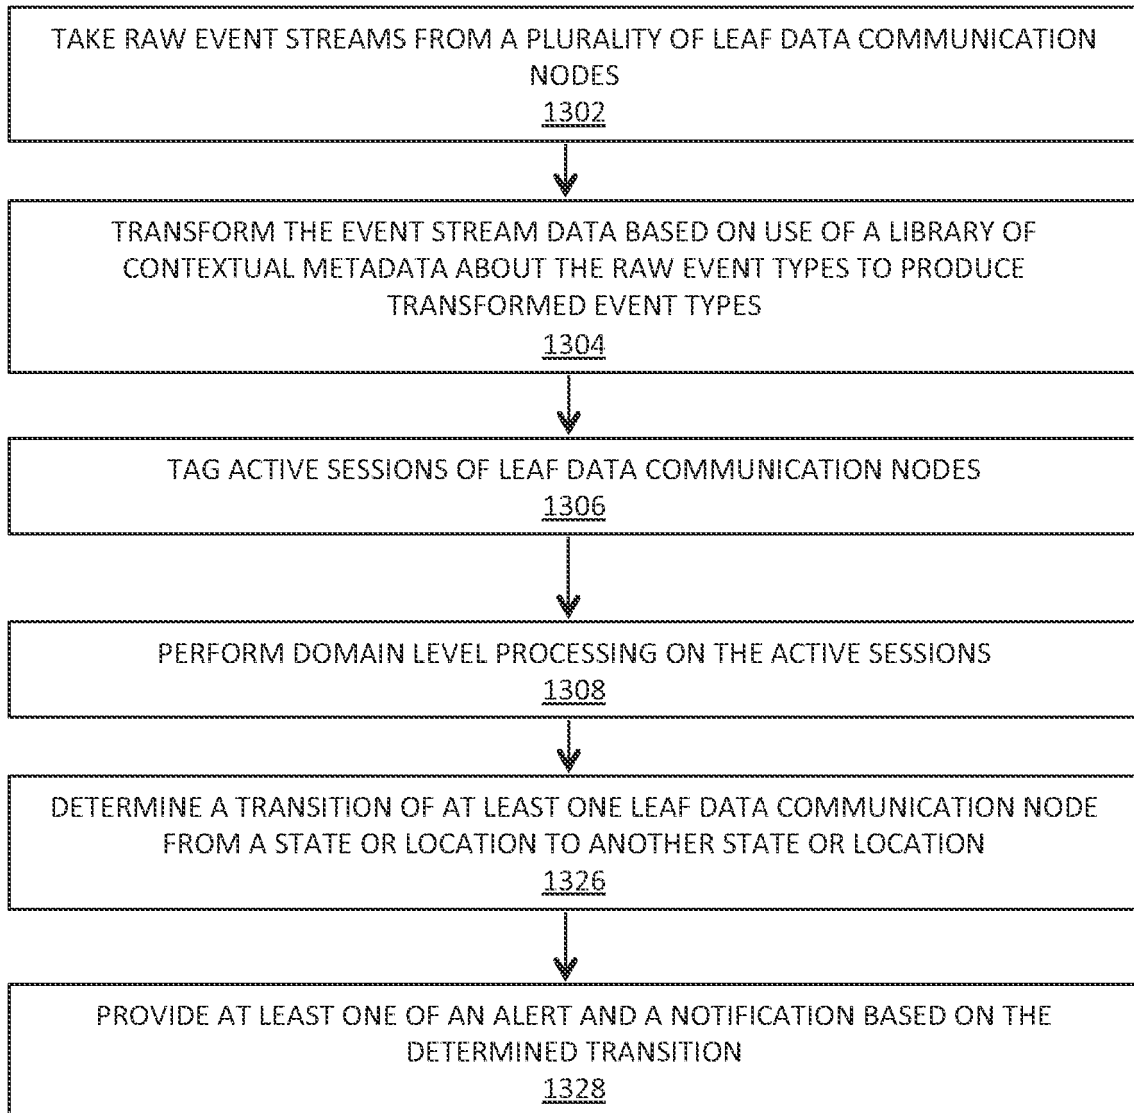 TAKE RAW EVENT STREAMS FROM A PLURALITY OF LEAF DATA COMMUNICATION
NODES
1302
TRANSFORM THE EVENT STREAM DATA BASED ON USE OF A LIBRARY OF
CONTEXTUAL METADATA ABOUT THE RAW EVENT TYPES TO PRODUCE
TRANSFORMED EVENT TYPES
1304
TAG ACTIVE SESSIONS OF LEAF DATA COMMUNICATION NODES
1306
PERFORM DOMAIN LEVEL PROCESSING ON THE ACTIVE SESSIONS
1308
DETERMINE A TRANSITION OF AT LEAST ONE LEAF DATA COMMUNICATION NODE
FROM A STATE OR LOCATION TO ANOTHER STATE OR LOCATION
1326
PROVIDE AT LEAST ONE OF AN ALERT AND A NOTIFICATION BASED ON THE
DETERMINED TRANSITION
1328